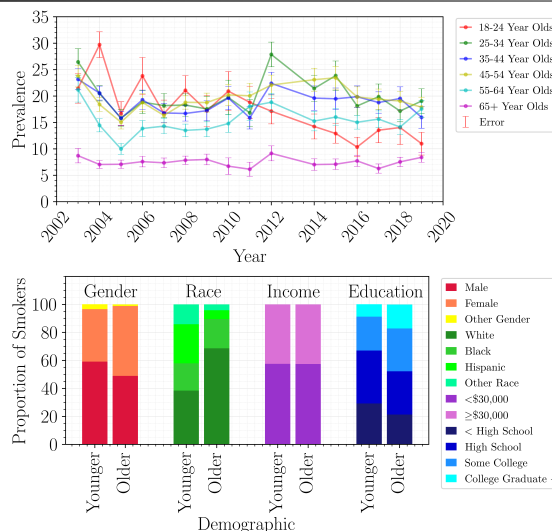 35
30
25
20
15
10
5
0
Prevalence
2002
2004
2006
2008
2010
2012
2014
2016
2018
2020
Year
18-24 Year Olds
25-34 Year Olds
35-44 Year Olds
45-54 Year Olds
55-64 Year Olds
65+ Year Olds
Error
Gender Race Income Education
100
80
60
40
20
0
Proportion of Smokers
Younger
Older
Younger
Older
Younger
Older
Younger
Older
Demographic
Male
Female
Other Gender
White
Black
Hispanic
Other Race
<$30,000
≥$30,000
< High School
High School
Some College
College Graduate